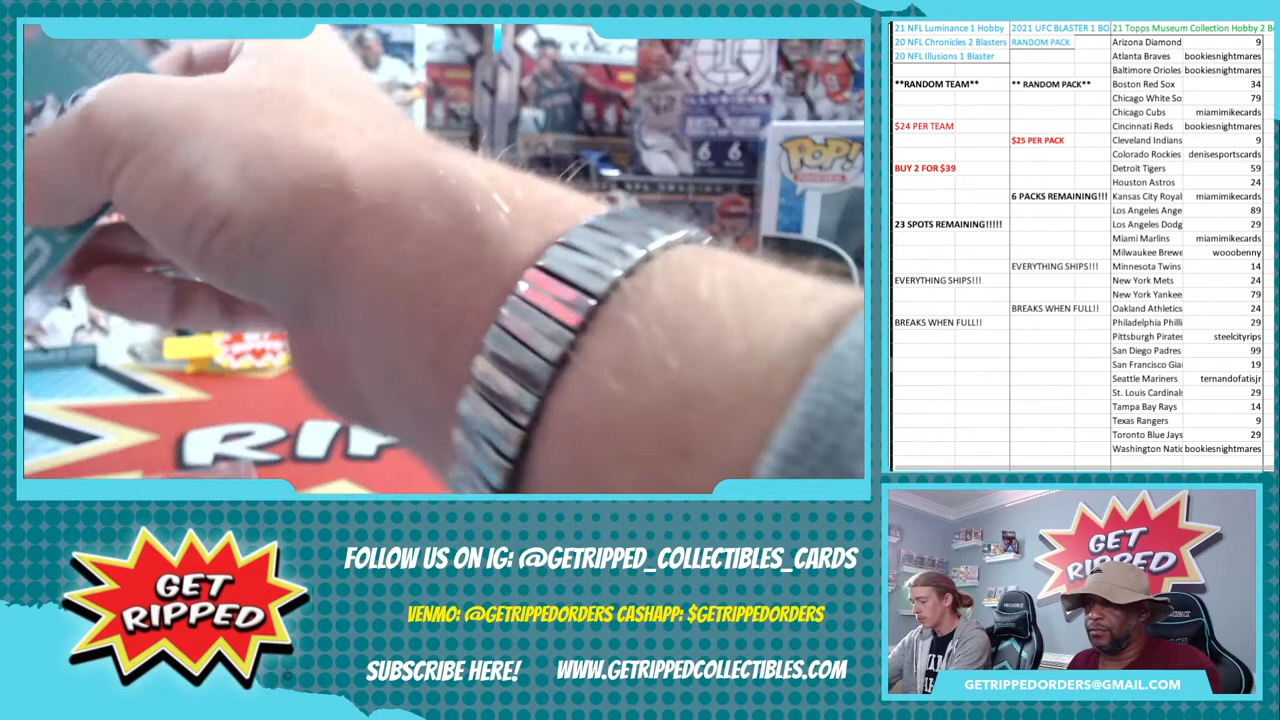 21 NFL Luminance 1 Hobby
20 NFL Chronicles 2 Blasters
20 NFL Illusions 1 Blaster
**RANDOM TEAM**
$24 PER TEAM
BUY 2 FOR $39
23 SPOTS REMAINING!!!!!
EVERYTHING SHIPS!!!
BREAKS WHEN FULL!!
2021 UFC BLASTER 1 BO
RANDOM PACK
** RANDOM PACK**
$25 PER PACK
6 PACKS REMAINING!!!
EVERYTHING SHIPS!!!
BREAKS WHEN FULL!!
21 Topps Museum Collection Hobby 2 B
Arizona Diamond 9
Atlanta Braves bookiesnightmares
Baltimore Orioles bookiesnightmares
Boston Red Sox 34
Chicago White So 79
Chicago Cubs miamimikecards
Cincinnati Reds bookiesnightmares
Cleveland Indians 9
Colorado Rockies denisesportscards
Detroit Tigers 59
Houston Astros 24
Kansas City Royal miamimikecards
Los Angeles Ange 89
Los Angeles Dodg 29
Miami Marlins miamimikecards
Milwaukee Brewe wooobenny
Minnesota Twins 14
New York Mets 24
New York Yankee 79
Oakland Athletics 24
Philadelphia Philli 29
Pittsburgh Pirates steelcityrips
San Diego Padres 99
San Francisco Gia 19
Seattle Mariners ternandofatisjr
St. Louis Cardinals 29
Tampa Bay Rays 14
Texas Rangers 9
Toronto Blue Jays 29
Washington Natic bookiesnightmares
ILLUSIONS
6 6
POP!
RIP
GET
RIPPED
FOLLOW US ON IG: @GETRIPPED_COLLECTIBLES_CARDS
VENMO: @GETRIPPEDORDERS CASHAPP: $GETRIPPEDORDERS
SUBSCRIBE HERE! WWW.GETRIPPEDCOLLECTIBLES.COM
GET
RIPPED
GETRIPPEDORDERS@GMAIL.COM